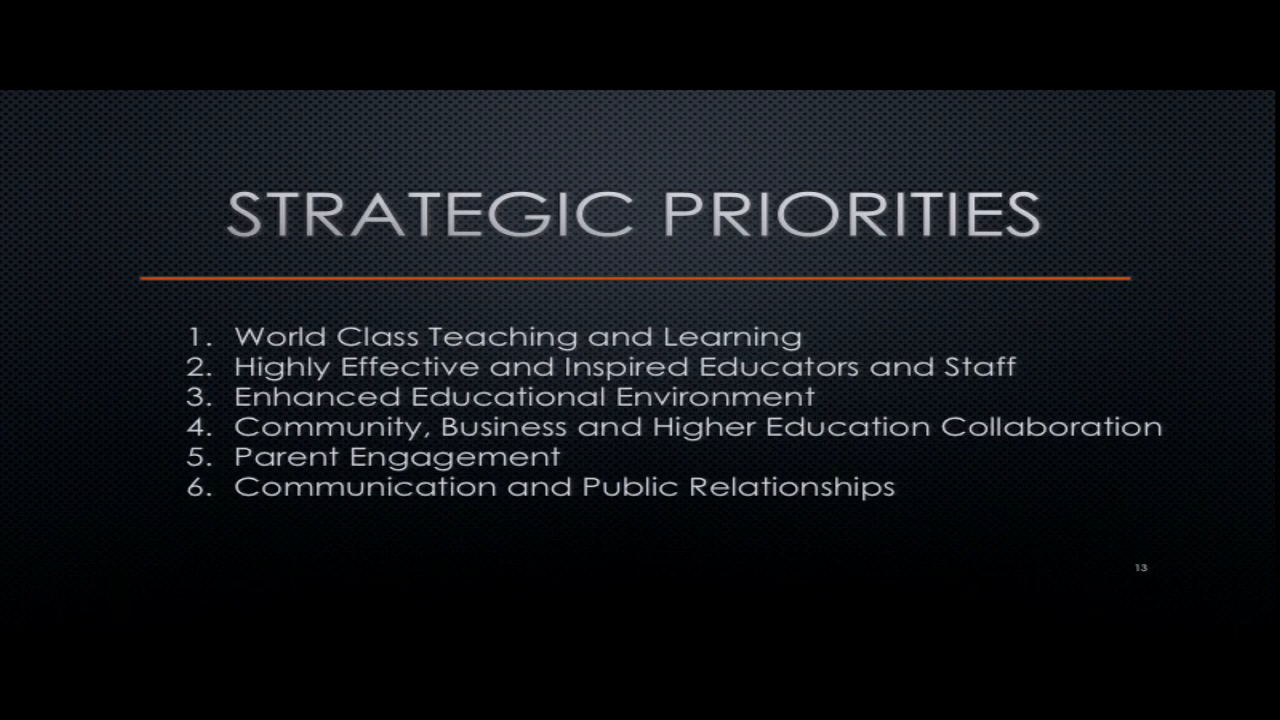 STRATEGIC PRIORITIES
1. World Class Teaching and Learning
2. Highly Effective and Inspired Educators and Staff
3. Enhanced Educational Environment
4. Community, Business and Higher Education Collaboration
5. Parent Engagement
6. Communication and Public Relationships
13